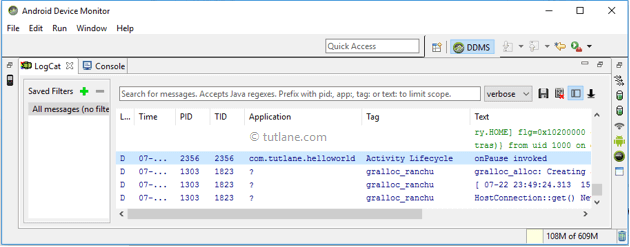 Android Device Monitor
File Edit Run Window Help
Quick Access
DDMS
LogCat
Console
Saved Filters
All messages (no filte
Search for messages. Accepts Java regexes. Prefix with pid:, app:, tag: or text: to limit scope.
verbose
L... Time PID TID Application Tag Text
ry.HOME] flg=0x10200000
© tutlane.com
tras)} from uid 1000 on
D 07-... 2356 2356 com.tutlane.helloworld Activity Lifecycle onPause invoked
D 07-... 1303 1823 ? gralloc_ranchu gralloc_alloc: Creating
D 07-... 1303 1823 ? gralloc_ranchu [ 07-22 23:49:24.313 15
D 07-... 1303 1823 ? gralloc_ranchu HostConnection::get() Ne
108M of 609M